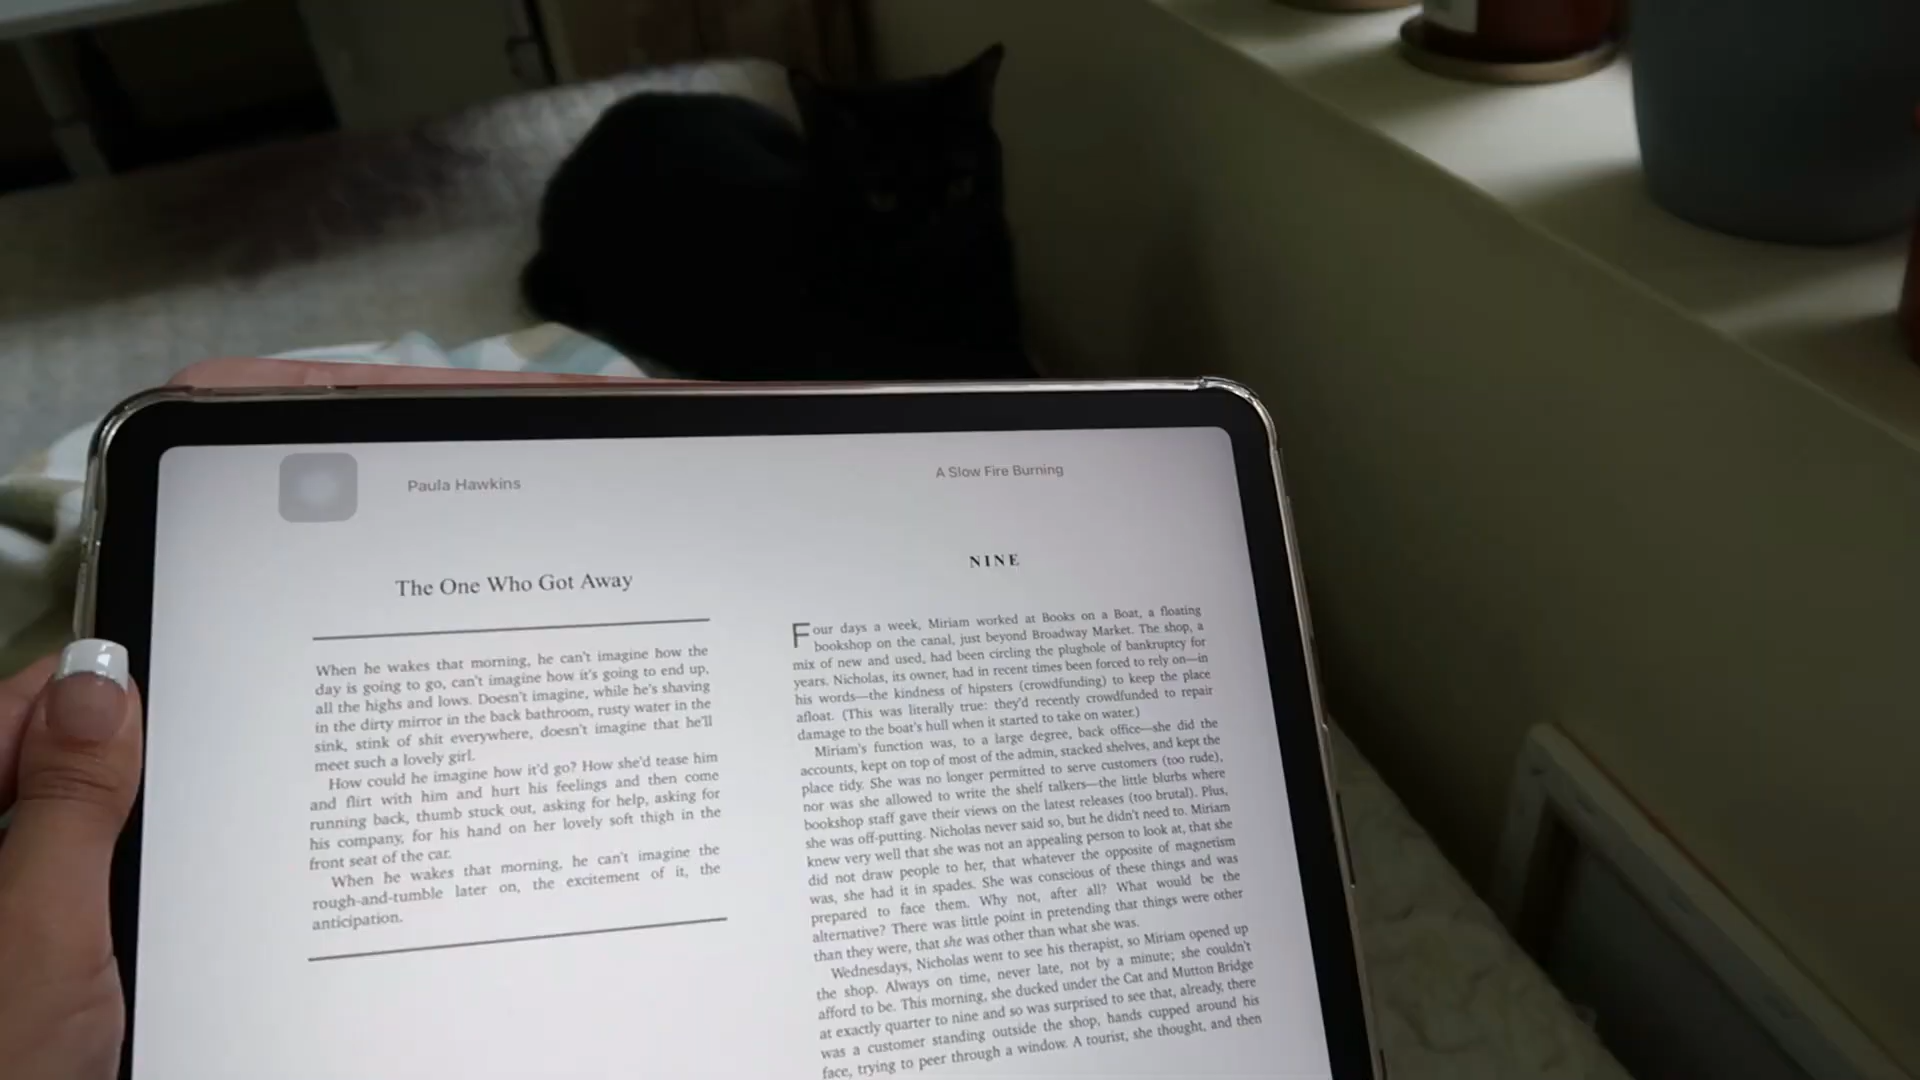 Paula Hawkins
The One Who Got Away
When he wakes that morning, he can't imagine how the
day is going to go, can't imagine how it's going to end up,
all the highs and lows. Doesn't imagine, while he's shaving
in the dirty mirror in the back bathroom, rusty water in the
sink, stink of shit everywhere, doesn't imagine that he'll
meet such a lovely girl.
How could he imagine how it'd go? How she'd tease him
and flirt with him and hurt his feelings and then come
running back, thumb stuck out, asking for help, asking for
his company, for his hand on her lovely soft thigh in the
front seat of the car.
When he wakes that morning, he can't imagine the
rough-and-tumble later on, the excitement of it, the
anticipation.
A Slow Fire Burning
NINE
Four days a week, Miriam worked at Books on a Boat, a floating
bookshop on the canal, just beyond Broadway Market. The shop, a
mix of new and used, had been circling the plughole of bankruptcy for
years. Nicholas, its owner, had in recent times been forced to rely on—in
his words—the kindness of hipsters (crowdfunding) to keep the place
afloat. (This was literally true: they'd recently crowdfunded to repair
damage to the boat's hull when it started to take on water.)
Miriam's function was, to a large degree, back office—she did the
accounts, kept on top of most of the admin, stacked shelves, and kept the
place tidy. She was no longer permitted to serve customers (too rude),
nor was she allowed to write the shelf talkers—the little blurbs where
bookshop staff gave their views on the latest releases (too brutal). Plus,
she was off-putting. Nicholas never said so, but he didn't need to. Miriam
knew very well that she was not an appealing person to look at, that she
did not draw people to her, that whatever the opposite of magnetism
was, she had it in spades. She was conscious of these things and was
prepared to face them. Why not, after all? What would be the
alternative? There was little point in pretending that things were other
than they were, that she was other than what she was.
Wednesdays, Nicholas went to see his therapist, so Miriam opened up
the shop. Always on time, never late, not by a minute; she couldn't
afford to be. This morning, she ducked under the Cat and Mutton Bridge
at exactly quarter to nine and so was surprised to see that, already, there
was a customer standing outside the shop, hands cupped around his
face, trying to peer through a window. A tourist, she thought, and then